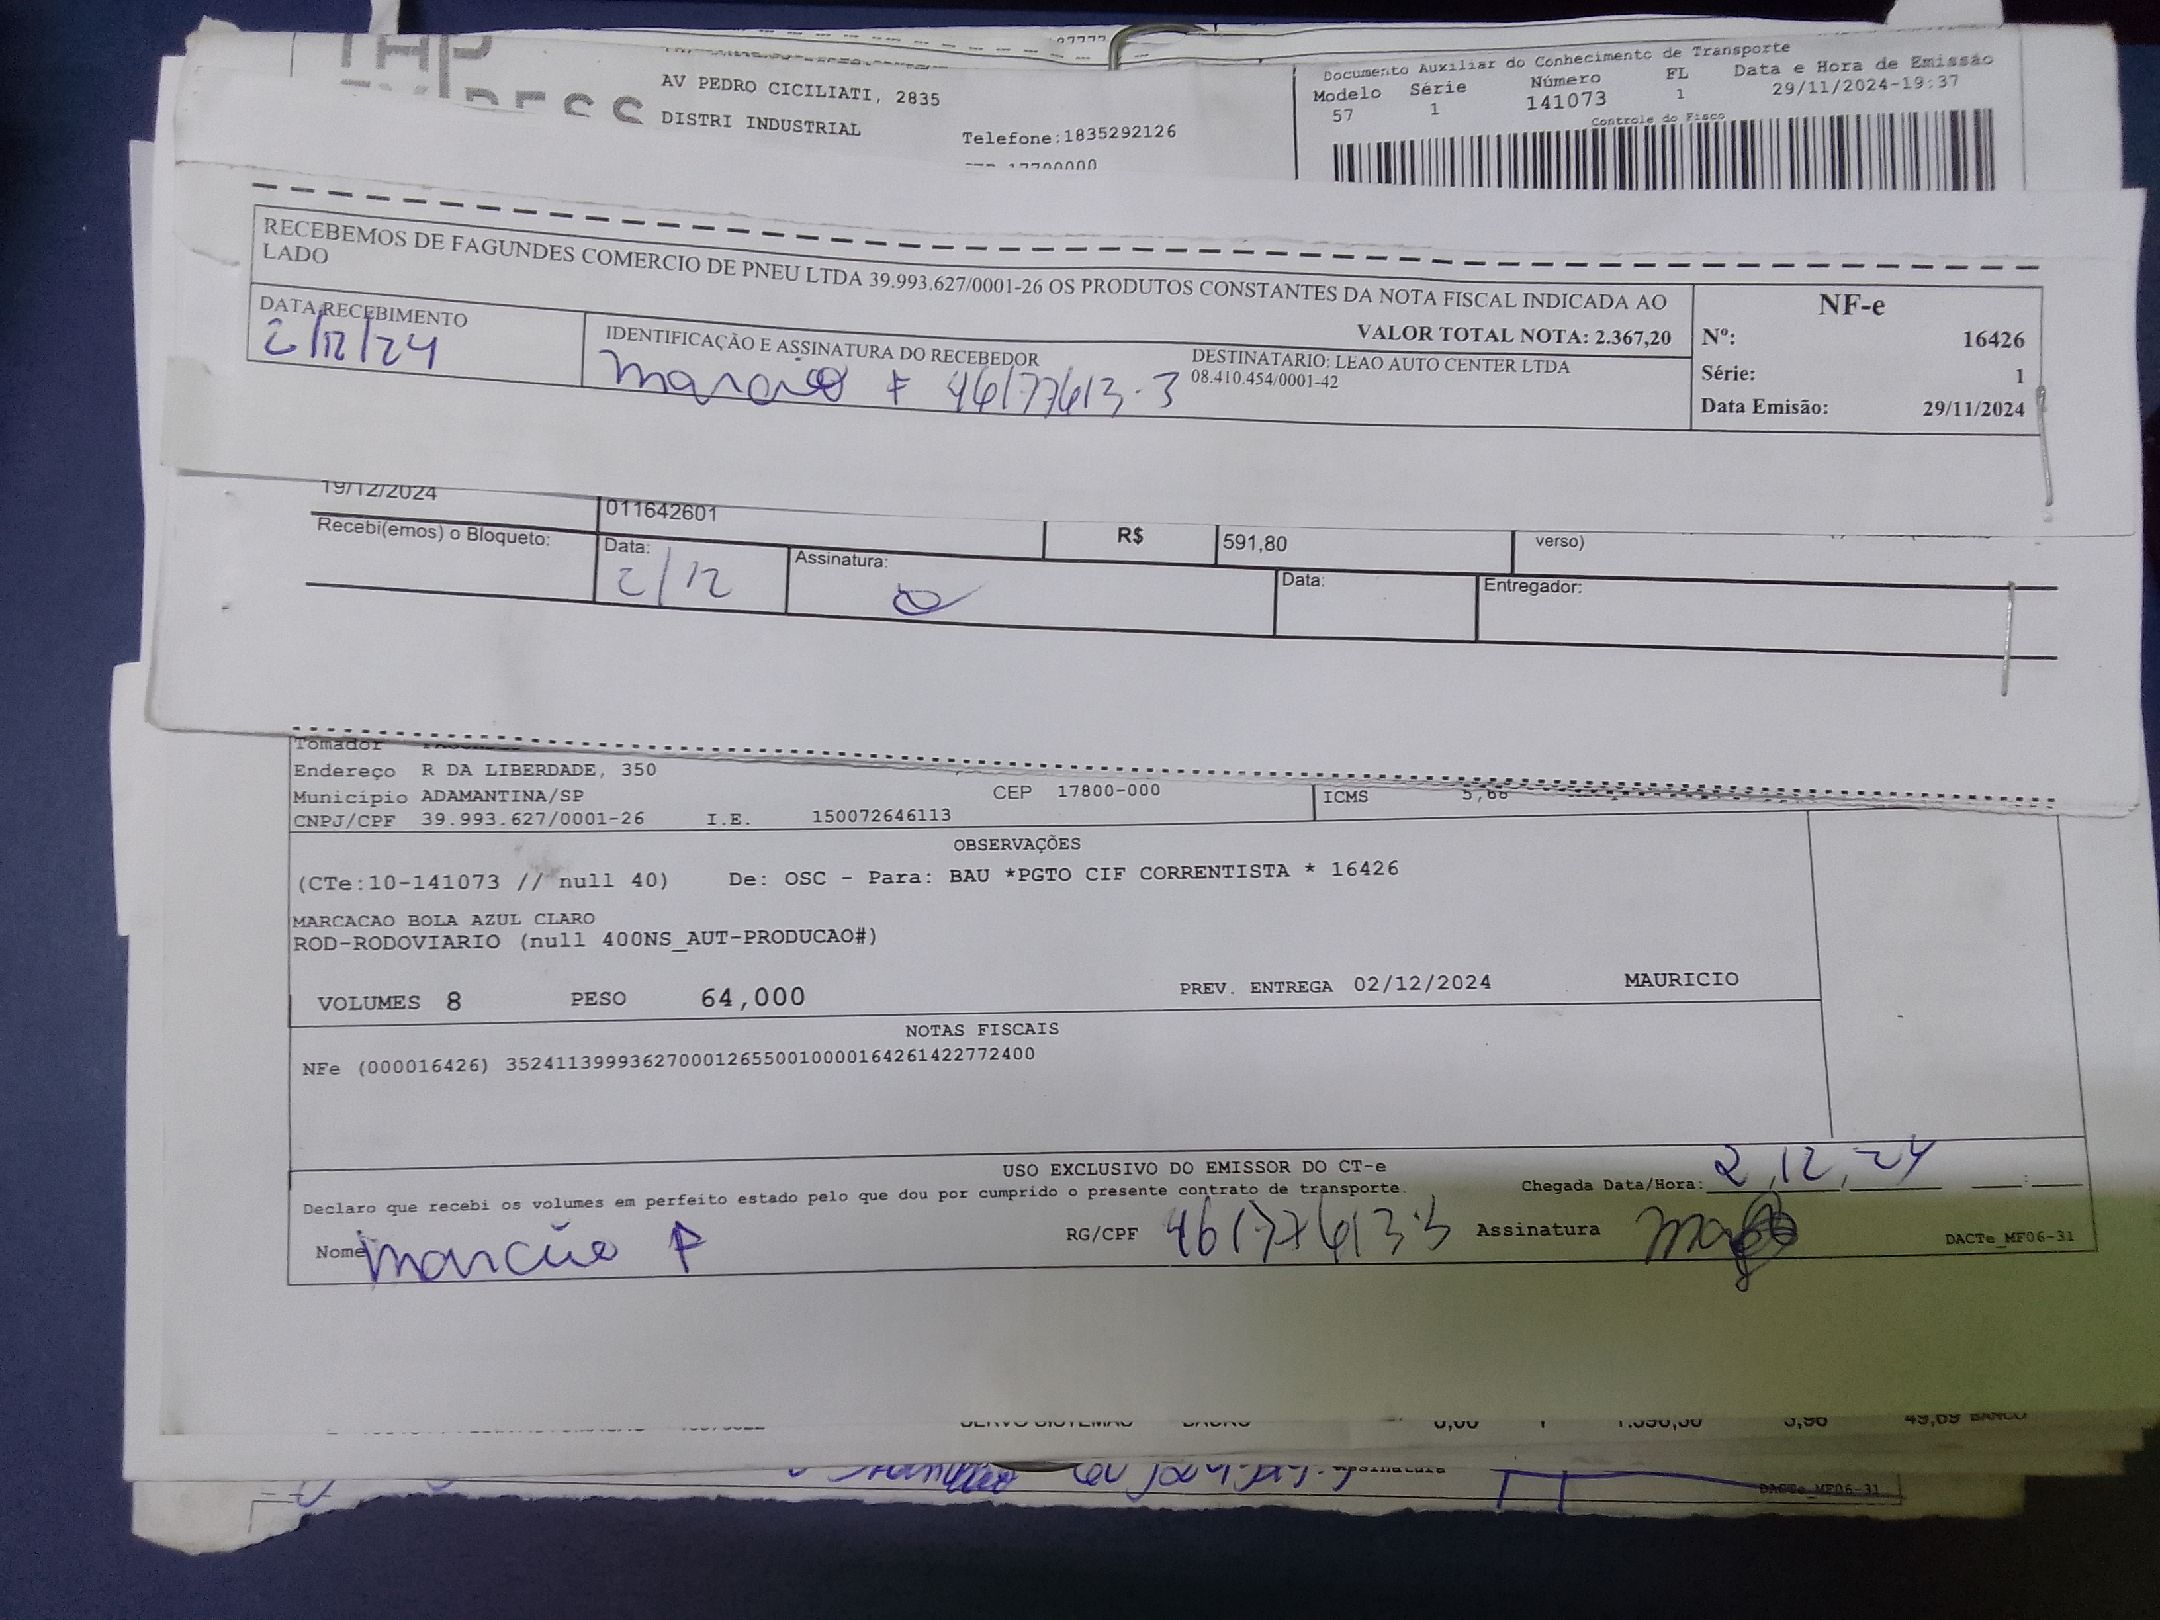 AV PEDRO CICILIATI, 2835
DISTRI INDUSTRIAL
Telefone:1835292126
Documento Auxiliar do Conhecimento de Transporte
Modelo Série Número FL Data e Hora de Emissão
57 1 141073 1 29/11/2024-19:37
Controle do Fisco
RECEBEMOS DE FAGUNDES COMERCIO DE PNEU LTDA 39.993.627/0001-26 OS PRODUTOS CONSTANTES DA NOTA FISCAL INDICADA AO
LADO
VALOR TOTAL NOTA: 2.367,20
DATA RECEBIMENTO
2/12/24
IDENTIFICAÇÃO E ASSINATURA DO RECEBEDOR
46177613-3
DESTINATARIO: LEAO AUTO CENTER LTDA
08.410.454/0001-42
NF-e
Nº: 16426
Série: 1
Data Emisão: 29/11/2024
19/12/2024
011642601
R$
591,80
verso)
Recebi(emos) o Bloqueto:
Data:
2/12
Assinatura:
Data:
Entregador:
Tomador
Endereço R DA LIBERDADE, 350
Município ADAMANTINA/SP CEP 17800-000 ICMS
CNPJ/CPF 39.993.627/0001-26 I.E. 150072646113
OBSERVAÇÕES
(CTe:10-141073 // null 40) De: OSC - Para: BAU *PGTO CIF CORRENTISTA * 16426
MARCACAO BOLA AZUL CLARO
ROD-RODOVIARIO (null 400NS_AUT-PRODUCAO#)
VOLUMES 8 PESO 64,000 PREV. ENTREGA 02/12/2024 MAURICIO
NOTAS FISCAIS
NFe (000016426) 35241139993627000126550010000164261422772400
USO EXCLUSIVO DO EMISSOR DO CT-e
Declaro que recebi os volumes em perfeito estado pelo que dou por cumprido o presente contrato de transporte.
Chegada Data/Hora: 2,12,24
Nome
RG/CPF 46177613-3 Assinatura
DACTe_MF06-31
DACTe_MF06-31